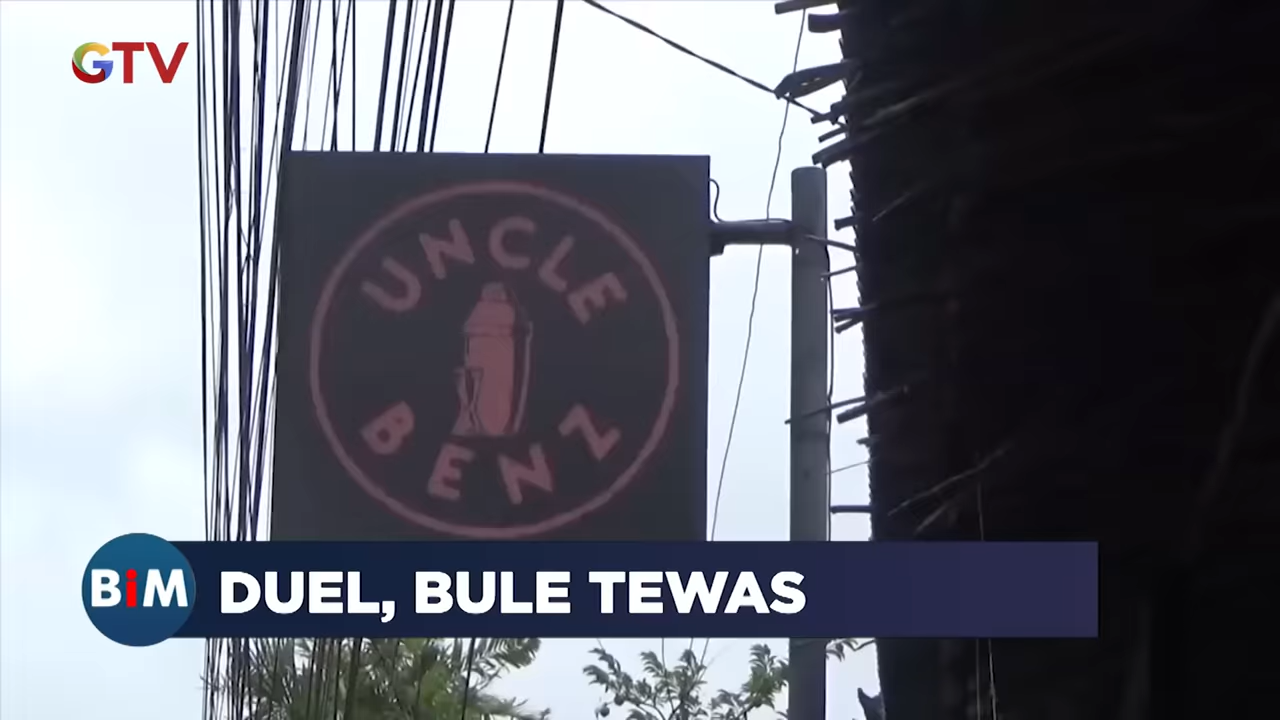 GTV
UNCLE
BENZ
BiM DUEL, BULE TEWAS